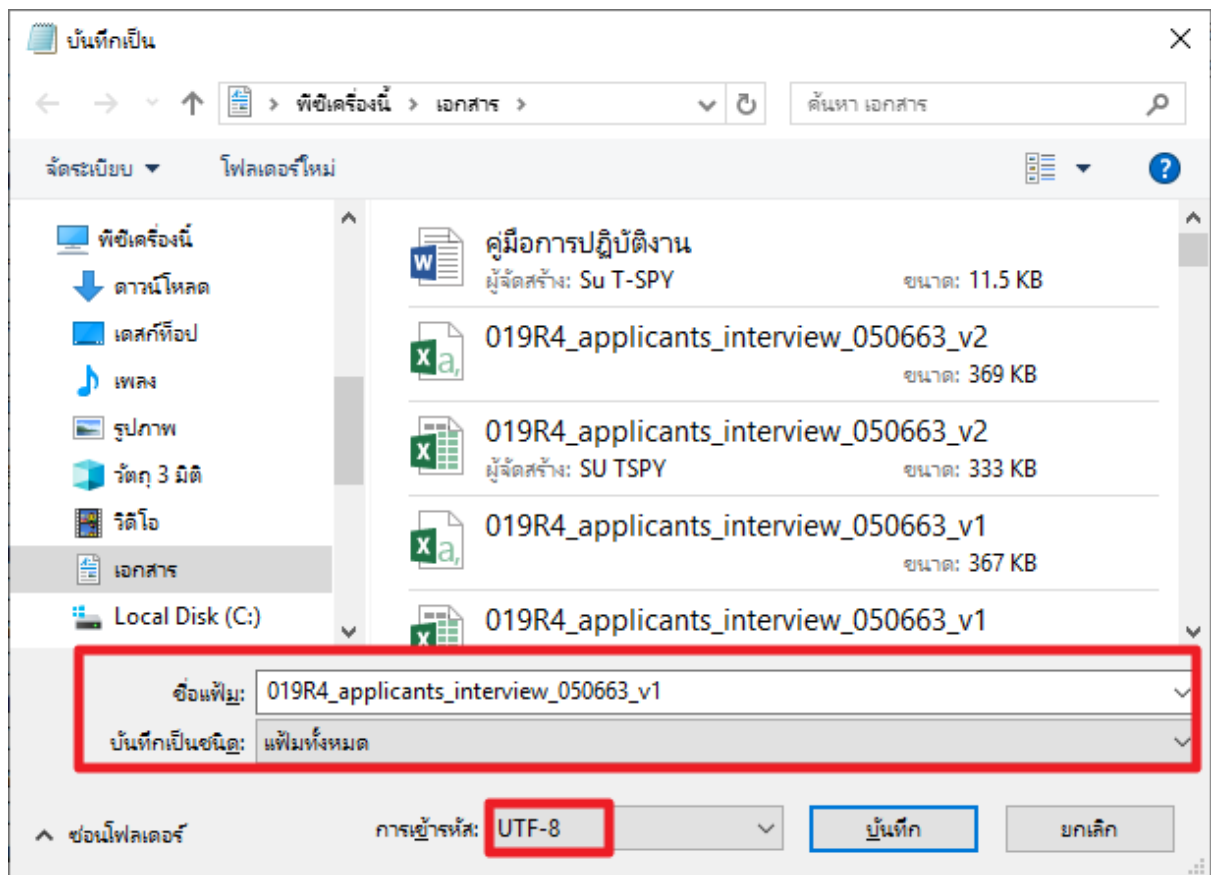 บันทึกเป็น
พีซีเครื่องนี้ > เอกสาร >
ค้นหา เอกสาร
จัดระเบียบ
โฟลเดอร์ใหม่
พีซีเครื่องนี้
ดาวน์โหลด
เดสก์ท็อป
เพลง
รูปภาพ
วัตถุ 3 มิติ
วิดีโอ
เอกสาร
Local Disk (C:)
คู่มือการปฏิบัติงาน
ผู้จัดสร้าง: Su T-SPY ขนาด: 11.5 KB
019R4_applicants_interview_050663_v2
ขนาด: 369 KB
019R4_applicants_interview_050663_v2
ผู้จัดสร้าง: SU TSPY ขนาด: 333 KB
019R4_applicants_interview_050663_v1
ขนาด: 367 KB
019R4_applicants_interview_050663_v1
ชื่อแฟ้ม: 019R4_applicants_interview_050663_v1
บันทึกเป็นชนิด: แฟ้มทั้งหมด
ซ่อนโฟลเดอร์
การเข้ารหัส: UTF-8
บันทึก
ยกเลิก